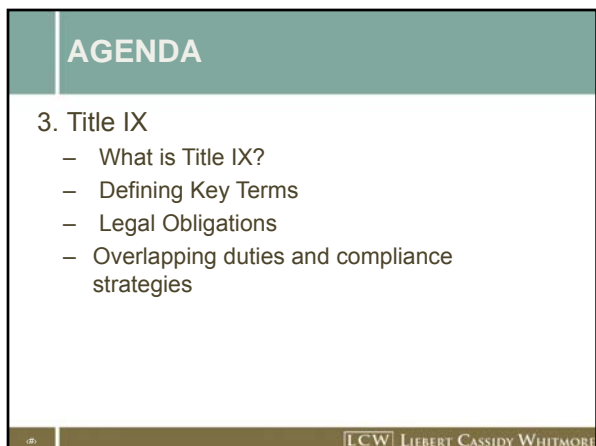 AGENDA
3. Title IX
– What is Title IX?
– Defining Key Terms
– Legal Obligations
– Overlapping duties and compliance
strategies
‹#›
LCW LIEBERT CASSIDY WHITMORE